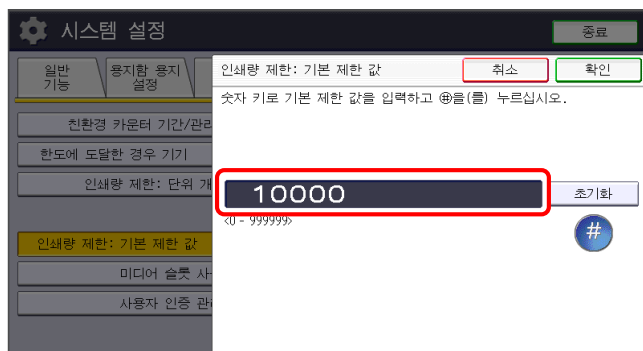 시스템 설정
종료
일반
기능
용지함 용지
설정
인쇄량 제한: 기본 제한 값
취소
확인
숫자 키로 기본 제한 값을 입력하고 ⊕을(를) 누르십시오.
친환경 카운터 기간/관리
한도에 도달한 경우 기기
인쇄량 제한: 단위 개
10000
초기화
<0 - 999999>
#
인쇄량 제한: 기본 제한 값
미디어 슬롯 사
사용자 인증 관리